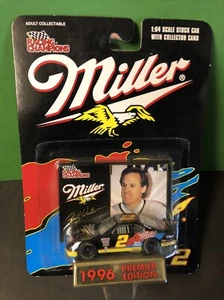 ADULT COLLECTABLE
RACING CHAMPIONS
1:64 SCALE STOCK CAR
WITH COLLECTOR CARD
Miller
RACING CHAMPIONS
Miller
2
2
1996 PREMIER EDITION